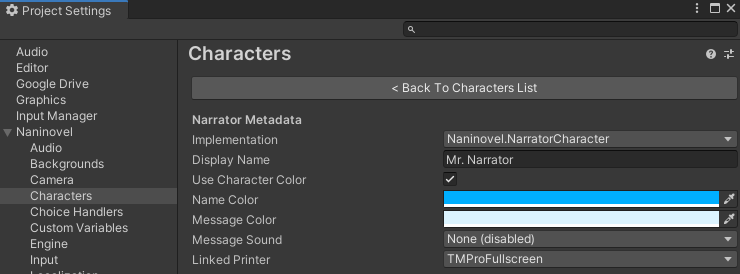 Project Settings
Audio
Editor
Google Drive
Graphics
Input Manager
Naninovel
Audio
Backgrounds
Camera
Characters
Choice Handlers
Custom Variables
Engine
Input
Localization
Characters
< Back To Characters List
Narrator Metadata
Implementation Naninovel.NarratorCharacter
Display Name Mr. Narrator
Use Character Color
Name Color
Message Color
Message Sound None (disabled)
Linked Printer TMProFullscreen